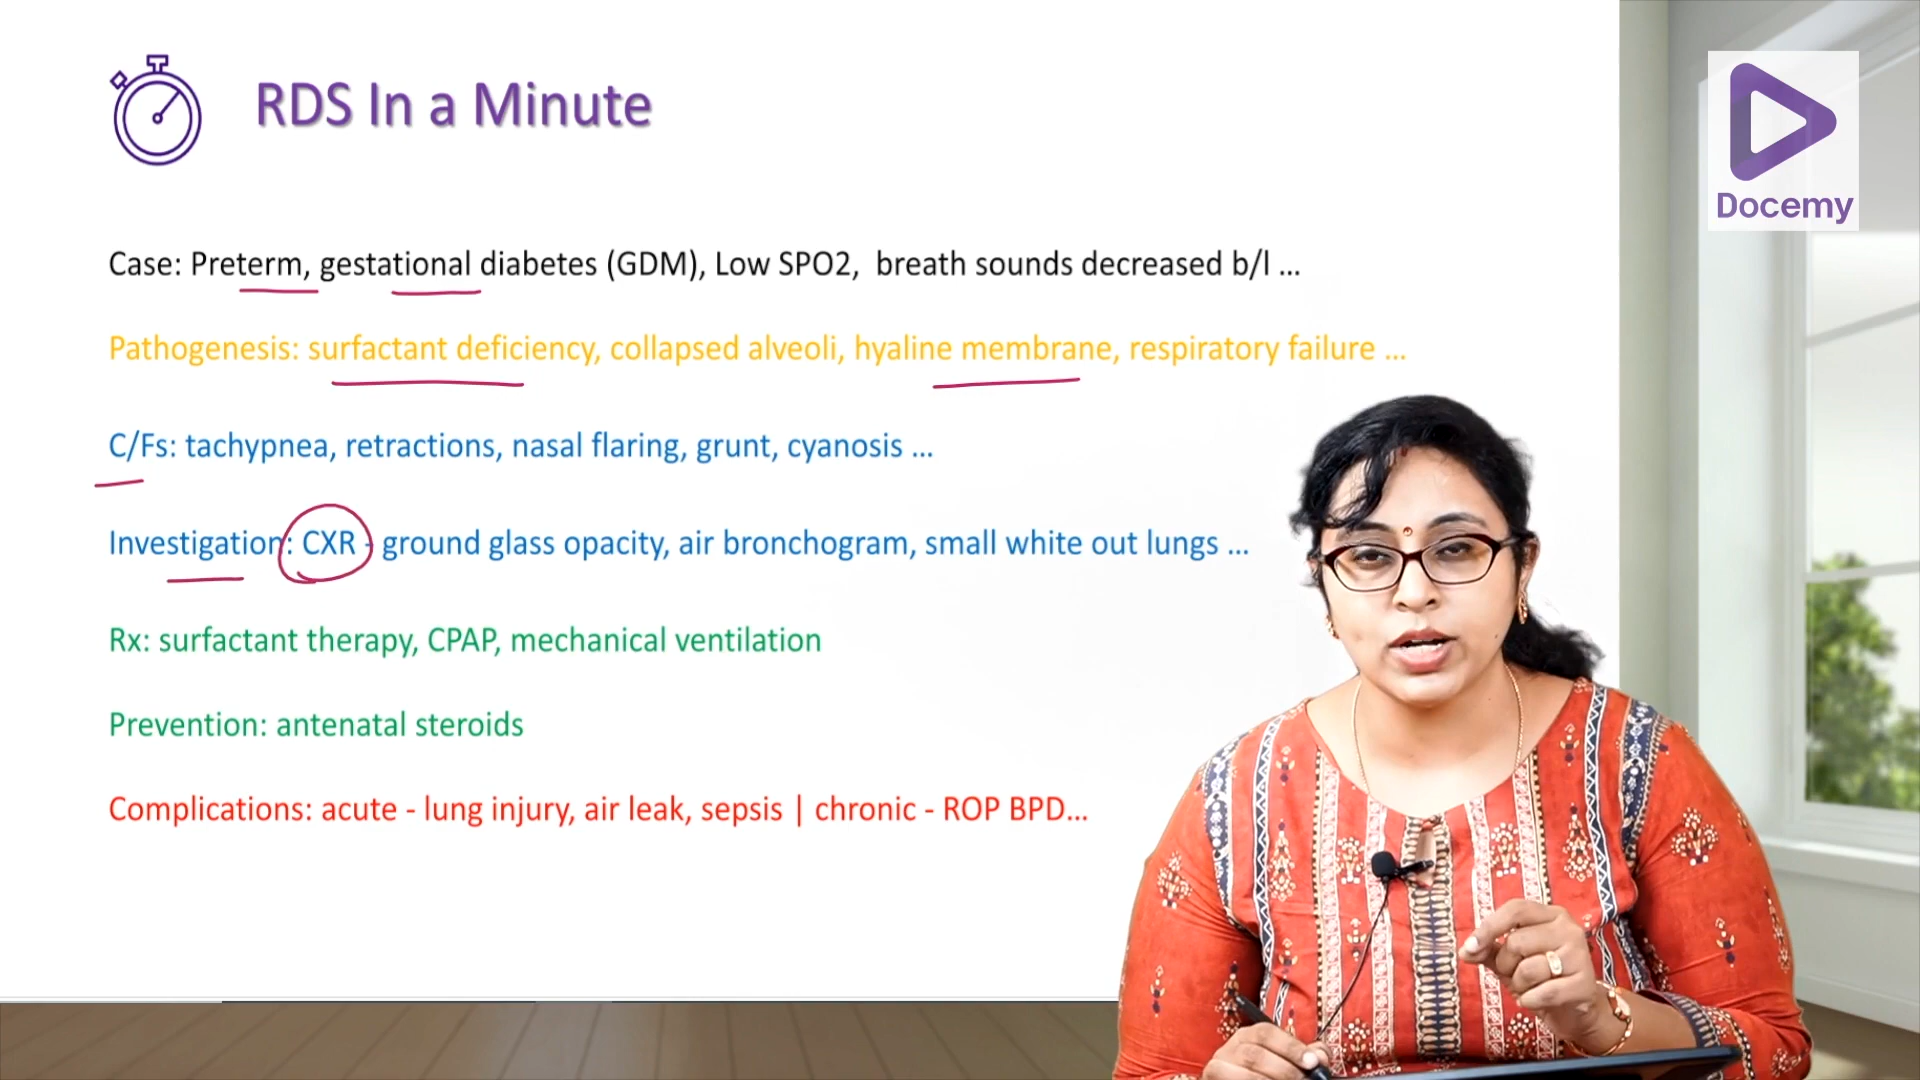 RDS In a Minute
Docemy
Case: Preterm, gestational diabetes (GDM), Low SPO2, breath sounds decreased b/l ...
Pathogenesis: surfactant deficiency, collapsed alveoli, hyaline membrane, respiratory failure ...
C/Fs: tachypnea, retractions, nasal flaring, grunt, cyanosis ...
Investigation: CXR - ground glass opacity, air bronchogram, small white out lungs ...
Rx: surfactant therapy, CPAP, mechanical ventilation
Prevention: antenatal steroids
Complications: acute - lung injury, air leak, sepsis | chronic - ROP BPD...